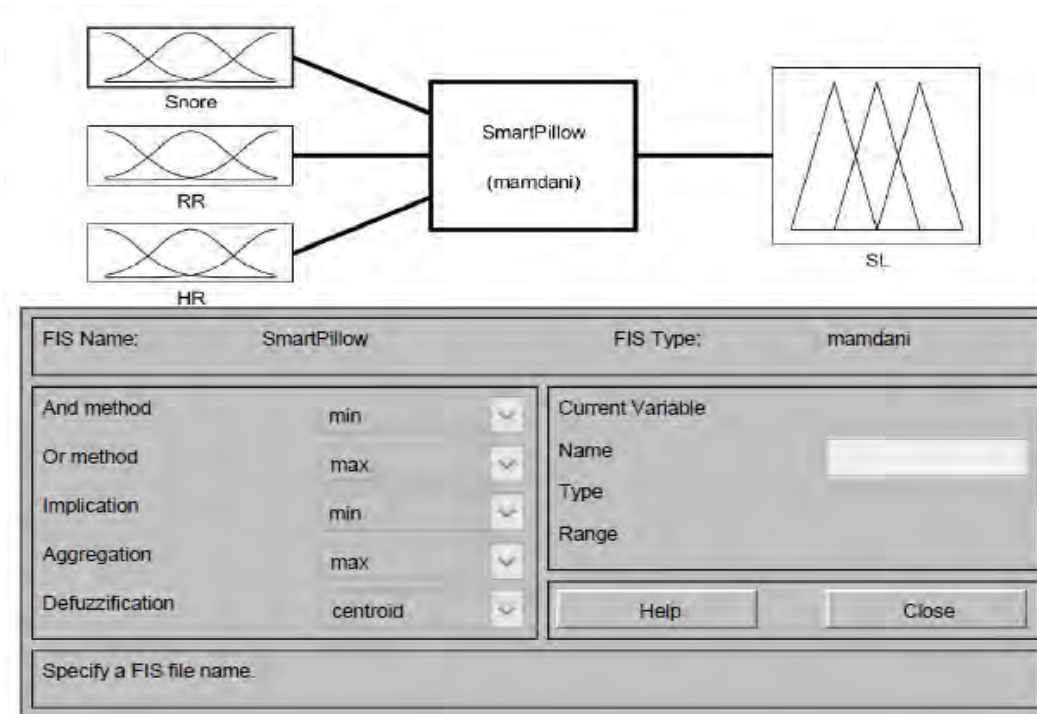 Snore
RR
HR
SmartPillow
(mamdani)
SL
FIS Name: SmartPillow FIS Type: mamdani
And method min
Or method max
Implication min
Aggregation max
Defuzzification centroid
Current Variable
Name
Type
Range
Help Close
Specify a FIS file name.